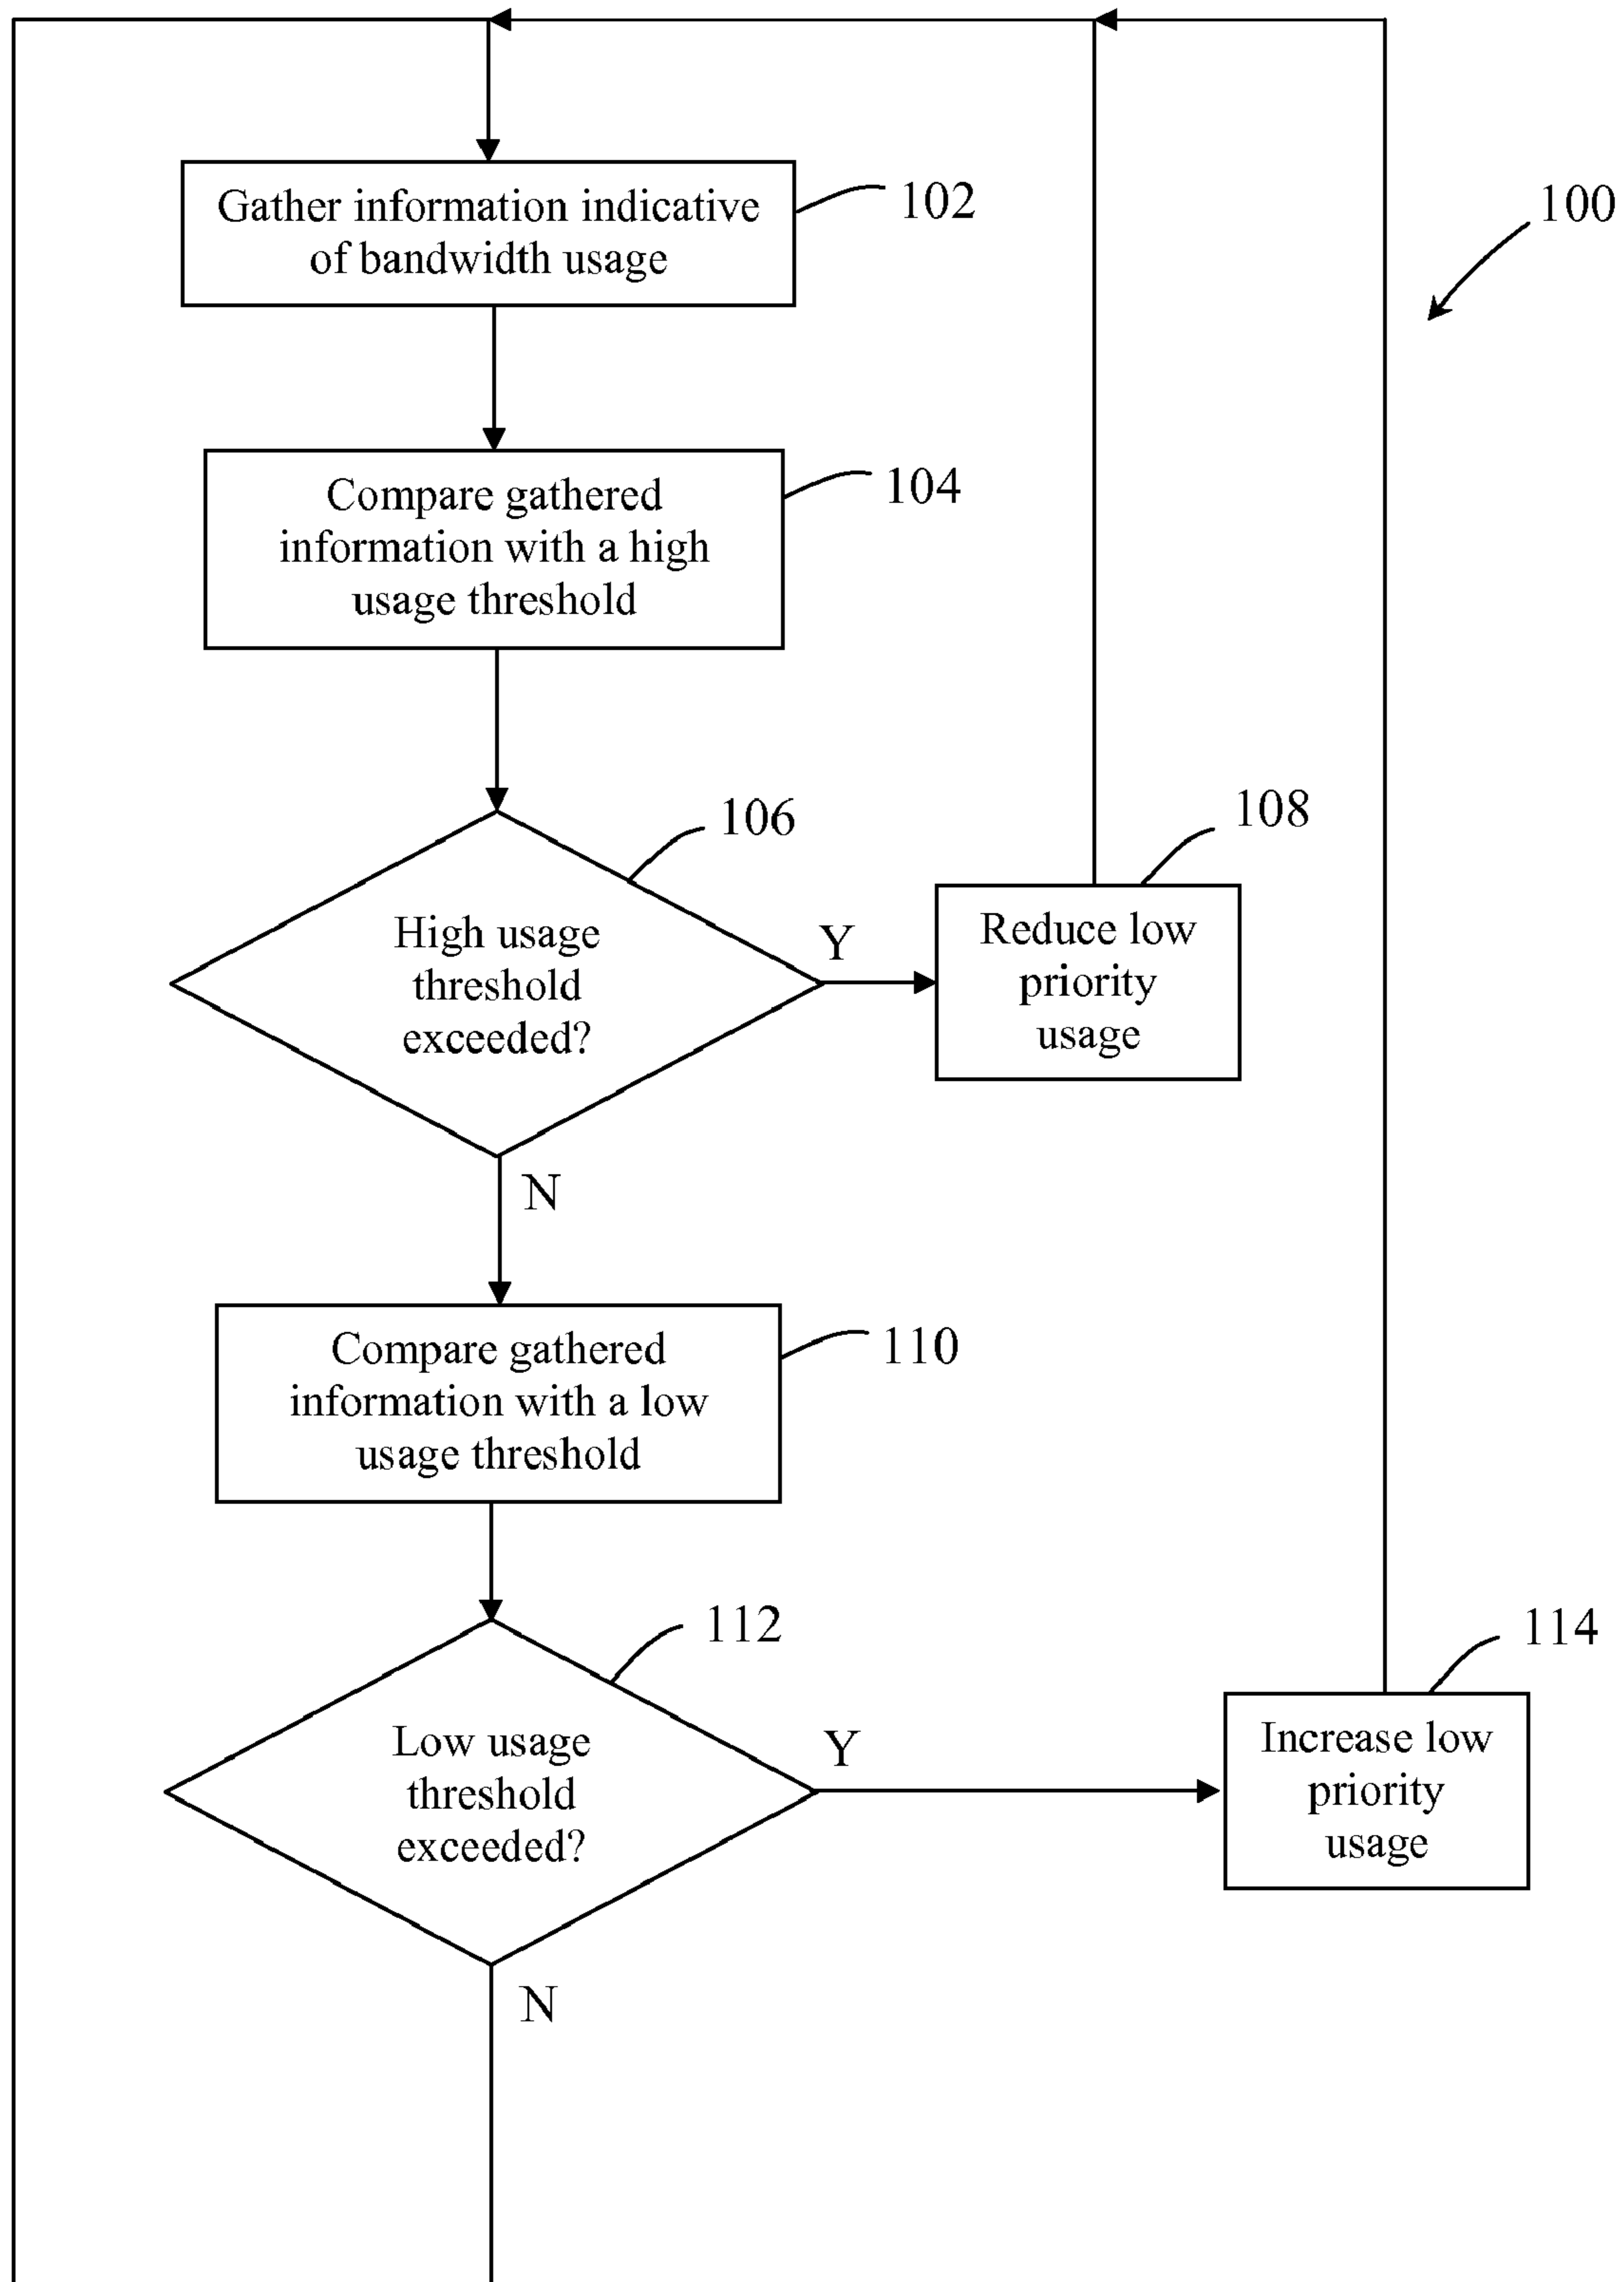 Gather information indicative
of bandwidth usage
102
100
Compare gathered
information with a high
usage threshold
104
106
High usage
threshold
exceeded?
Y
108
Reduce low
priority
usage
N
Compare gathered
information with a low
usage threshold
110
112
Low usage
threshold
exceeded?
Y
114
Increase low
priority
usage
N